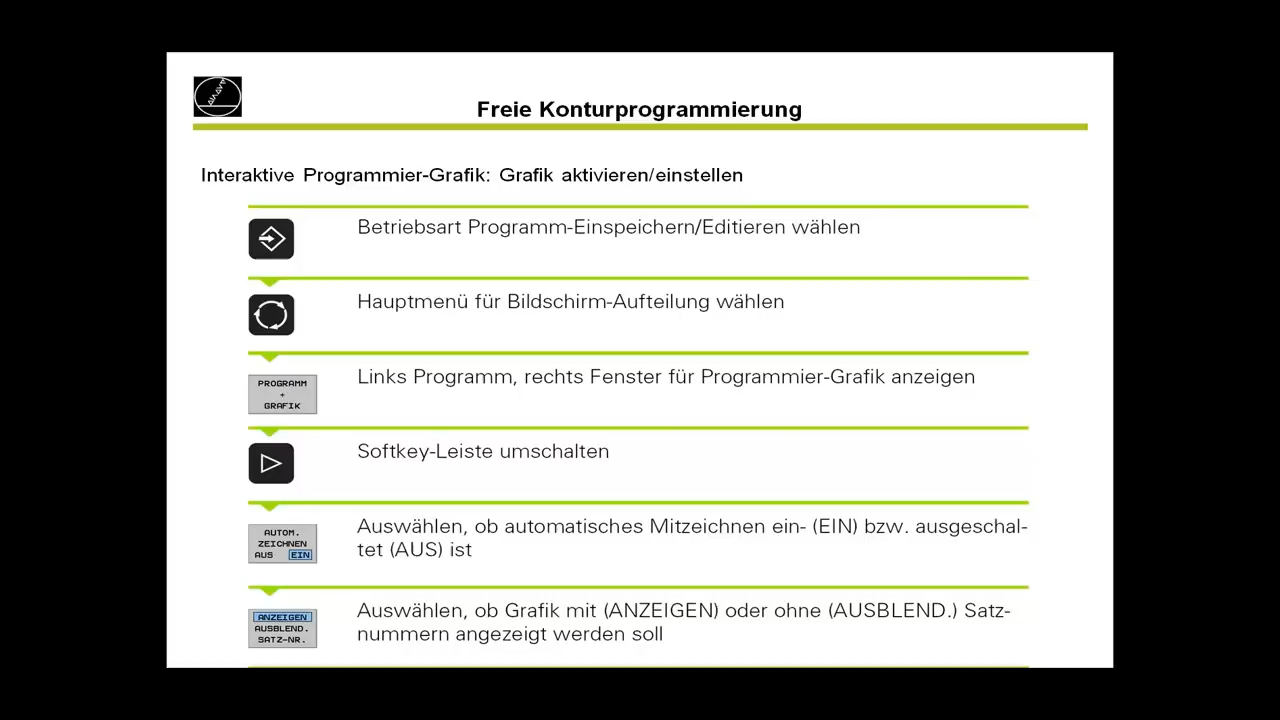 Freie Konturprogrammierung
Interaktive Programmier-Grafik: Grafik aktivieren/einstellen
Betriebsart Programm-Einspeichern/Editieren wählen
Hauptmenü für Bildschirm-Aufteilung wählen
PROGRAMM
+
GRAFIK
Links Programm, rechts Fenster für Programmier-Grafik anzeigen
Softkey-Leiste umschalten
AUTOM.
ZEICHNEN
AUS EIN
Auswählen, ob automatisches Mitzeichnen ein- (EIN) bzw. ausgeschal-
tet (AUS) ist
ANZEIGEN
AUSBLEND.
SATZ-NR.
Auswählen, ob Grafik mit (ANZEIGEN) oder ohne (AUSBLEND.) Satz-
nummern angezeigt werden soll